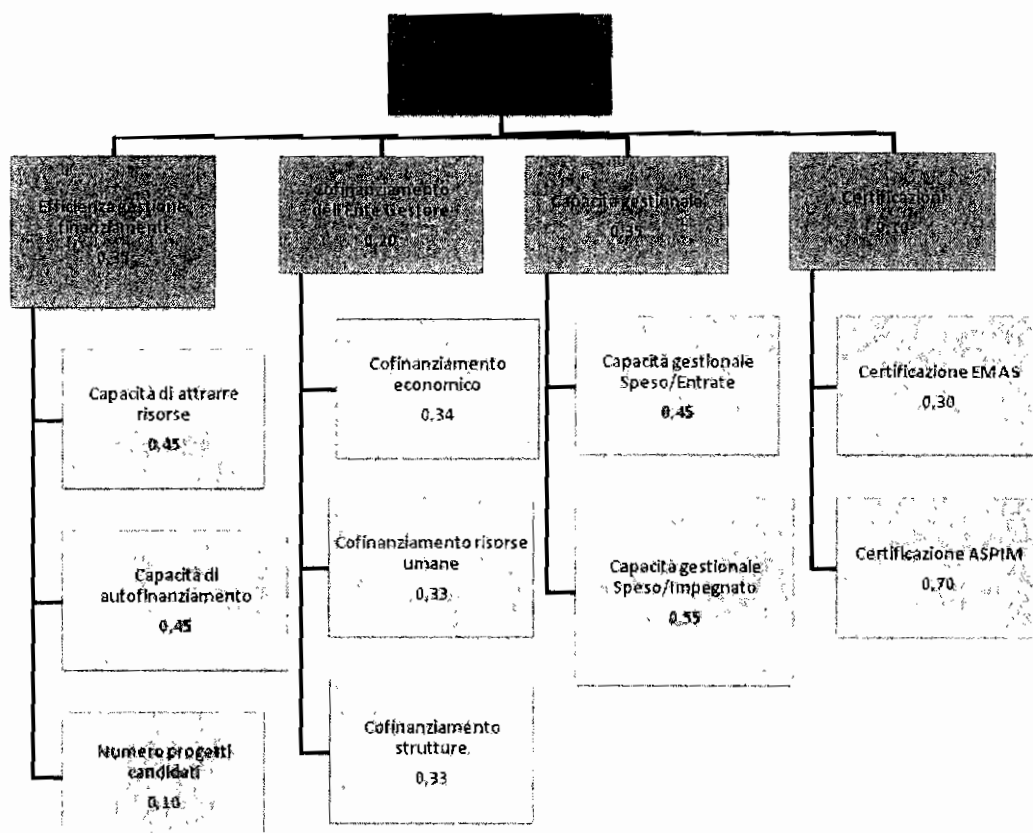 Efficienza gestione
finanziamenti
0,35
Cofinanziamento
dell'Ente Gestore
0,20
Capacità gestionale
0,35
Certificazioni
0,10
Capacità di attrarre
risorse
0,45
Capacità di
autofinanziamento
0,45
Numero progetti
candidati
0,10
Cofinanziamento
economico
0,34
Cofinanziamento risorse
umane
0,33
Cofinanziamento
strutture
0,33
Capacità gestionale
Speso/Entrate
0,45
Capacità gestionale
Speso/Impegnato
0,55
Certificazione EMAS
0,30
Certificazione ASPIM
0,70